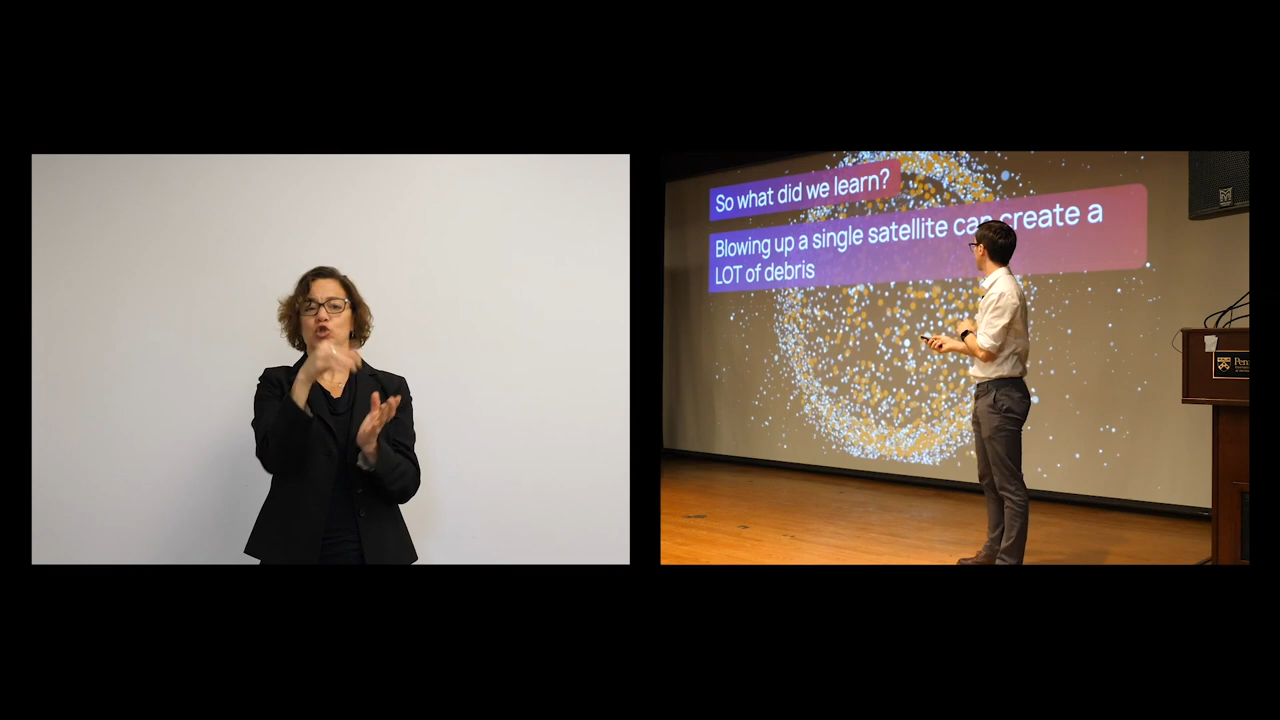 So what did we learn?
Blowing up a single satellite can create a
LOT of debris